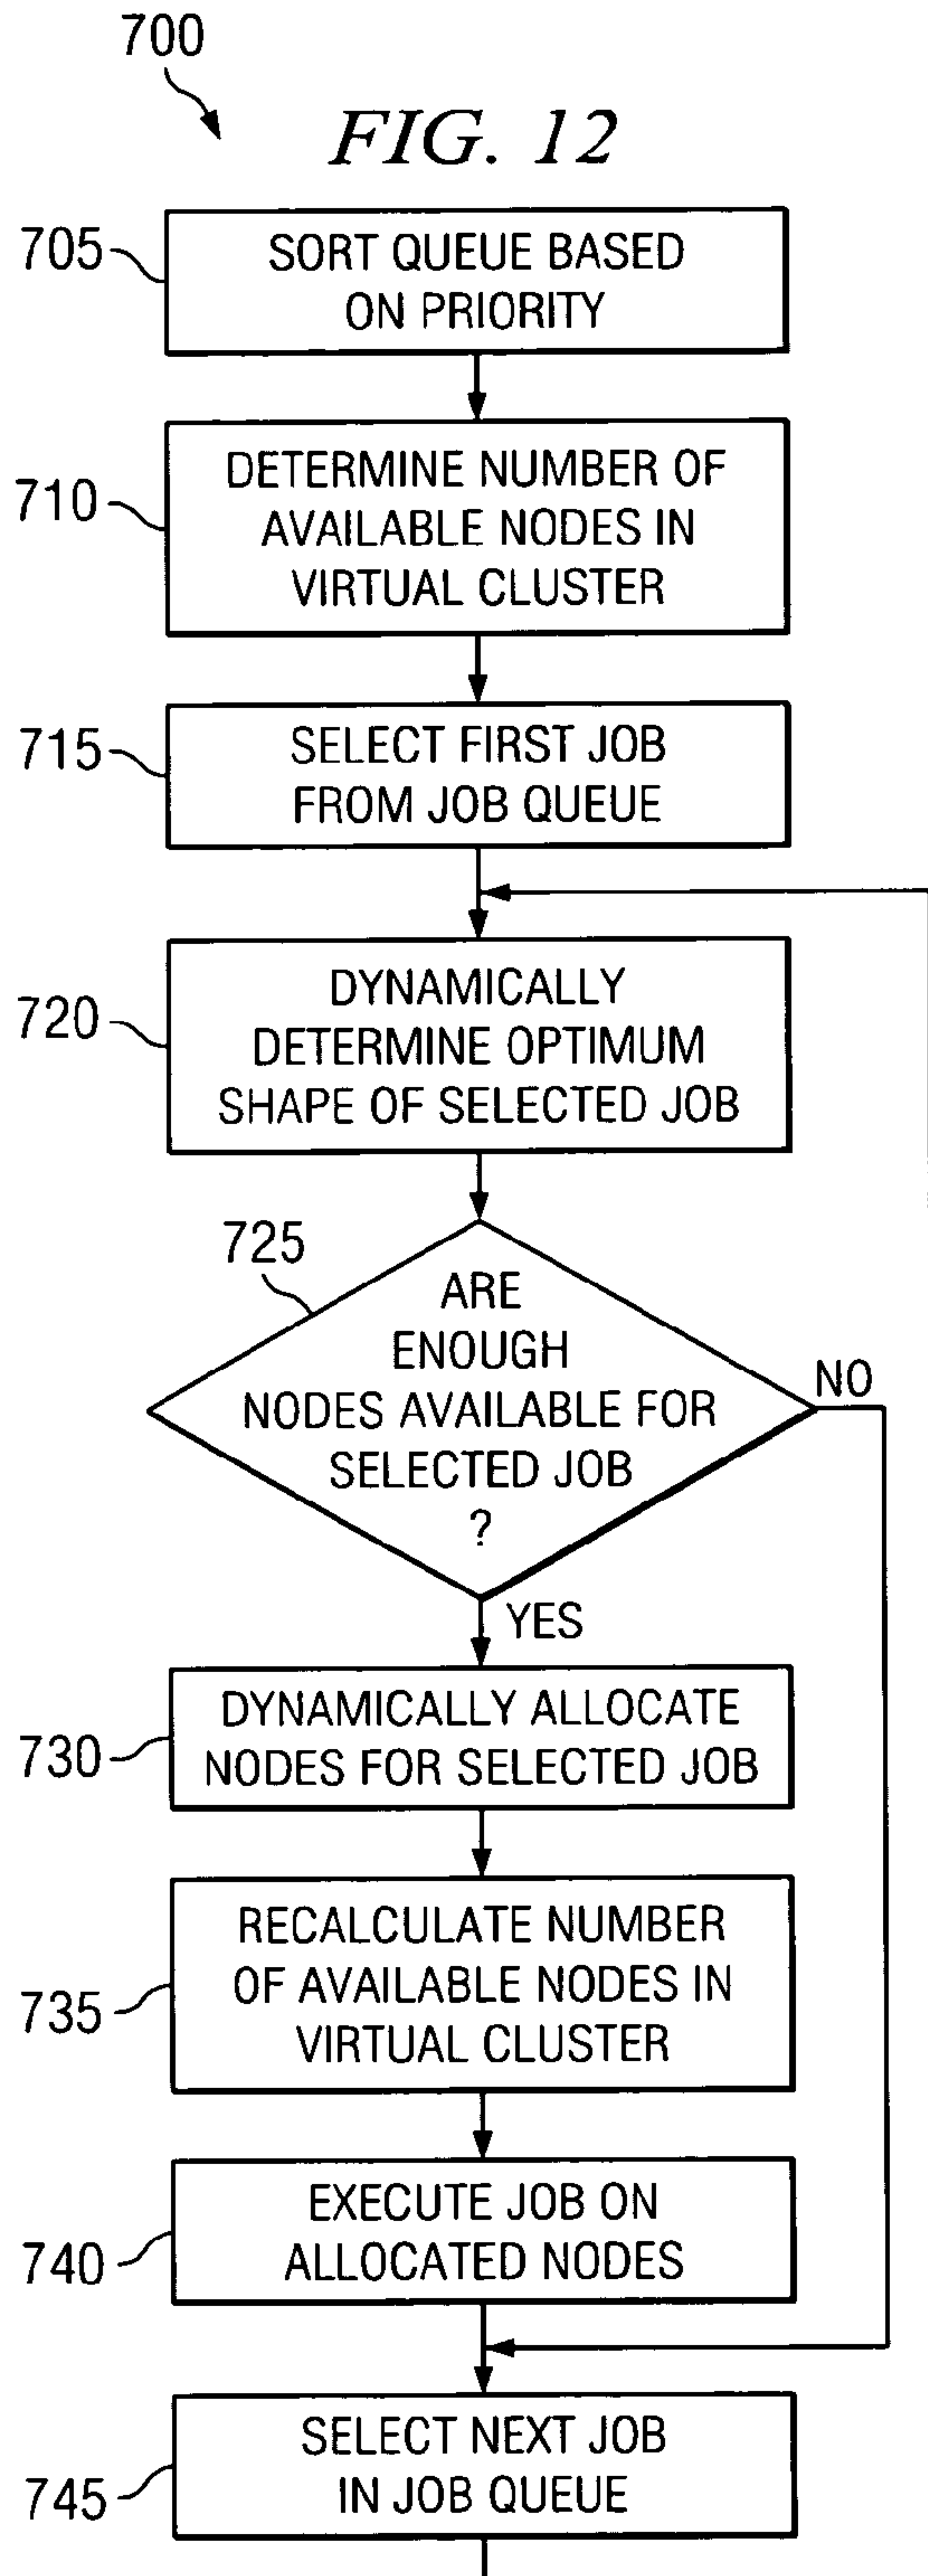 700
FIG. 12
705
SORT QUEUE BASED
ON PRIORITY
710
DETERMINE NUMBER OF
AVAILABLE NODES IN
VIRTUAL CLUSTER
715
SELECT FIRST JOB
FROM JOB QUEUE
720
DYNAMICALLY
DETERMINE OPTIMUM
SHAPE OF SELECTED JOB
725
ARE
ENOUGH
NODES AVAILABLE FOR
SELECTED JOB
?
NO
YES
730
DYNAMICALLY ALLOCATE
NODES FOR SELECTED JOB
735
RECALCULATE NUMBER
OF AVAILABLE NODES IN
VIRTUAL CLUSTER
740
EXECUTE JOB ON
ALLOCATED NODES
745
SELECT NEXT JOB
IN JOB QUEUE